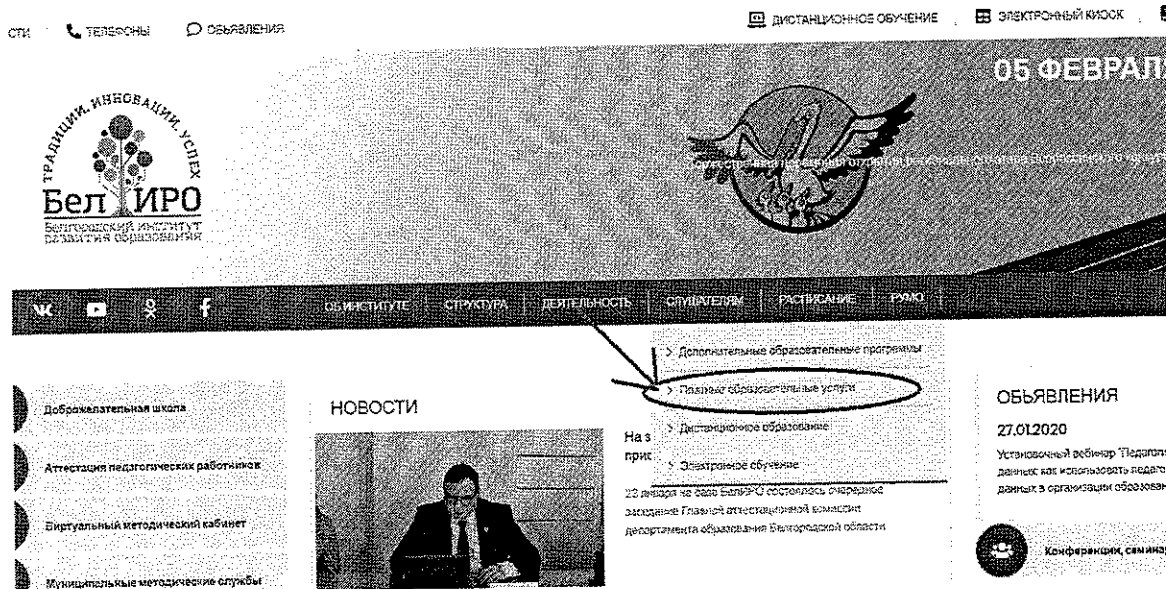 СТИ
ТЕЛЕФОНЫ
ОБЪЯВЛЕНИЯ
ДИСТАНЦИОННОЕ ОБУЧЕНИЕ
ЭЛЕКТРОННЫЙ КИОСК
05 ФЕВРАЛ
ТРАДИЦИИ, ИННОВАЦИИ, УСПЕХ
БелИРО
Белгородский институт
развития образования
ОБ ИНСТИТУТЕ
СТРУКТУРА
ДЕЯТЕЛЬНОСТЬ
СЛУШАТЕЛЯМ
РАСПИСАНИЕ
РУМО
> Дополнительные образовательные программы
> Платные образовательные услуги
> Дистанционное образование
> Электронное обучение
Доброжелательная школа
Аттестация педагогических работников
Виртуальный методический кабинет
Муниципальные методические службы
НОВОСТИ
На з
прис
23 января на базе БелИРО состоялось очередное
заседание Главной аттестационной комиссии
департамента образования Белгородской области
ОБЪЯВЛЕНИЯ
27.01.2020
Установочный вебинар "Педагоги
данных: как использовать педаго
данных в организации образован
Конференции, семинар